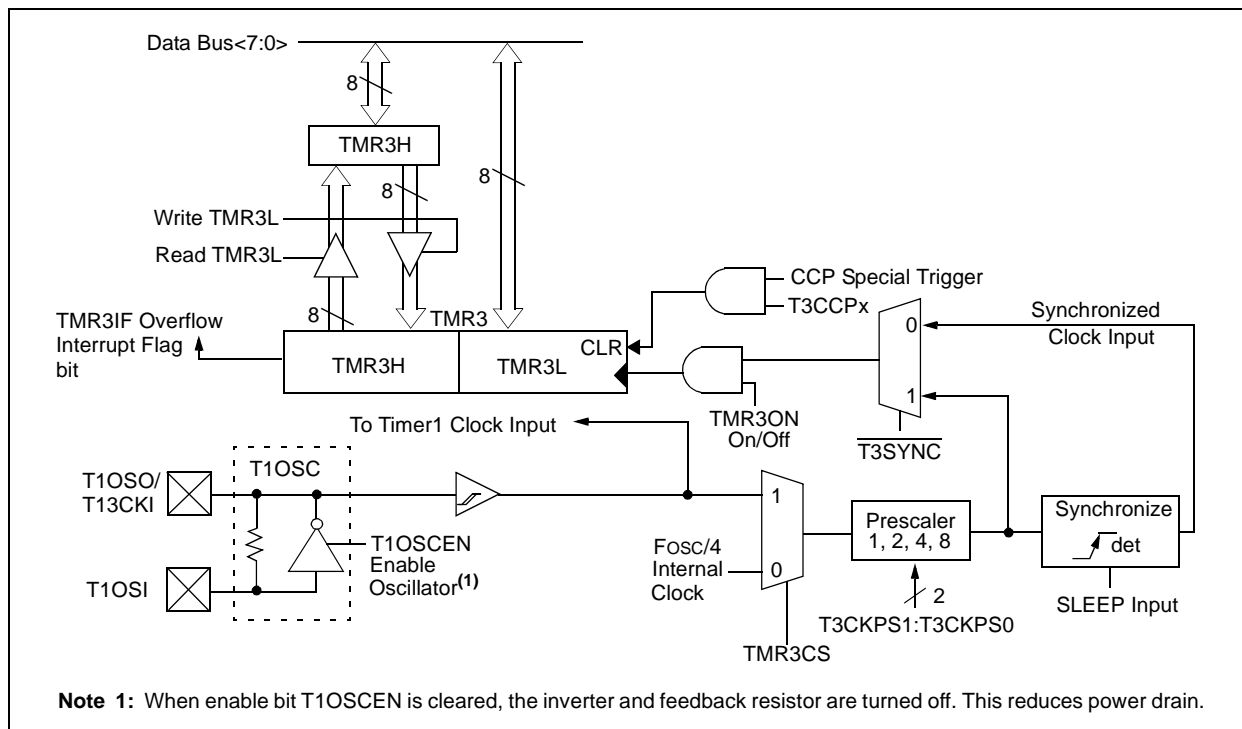 Data Bus<7:0>
8
TMR3H
8
8
Write TMR3L
Read TMR3L
CCP Special Trigger
T3CCPx
8
TMR3
TMR3IF Overflow
Interrupt Flag
bit
CLR
TMR3H
TMR3L
0
Synchronized
Clock Input
1
TMR3ON
On/Off
T3SYNC
To Timer1 Clock Input
T1OSC
T1OSO/
T13CKI
1
Prescaler
1, 2, 4, 8
Synchronize
det
T1OSCEN
Enable
Oscillator(1)
FOSC/4
Internal
Clock
0
T1OSI
2
SLEEP Input
T3CKPS1:T3CKPS0
TMR3CS
Note 1: When enable bit T1OSCEN is cleared, the inverter and feedback resistor are turned off. This reduces power drain.